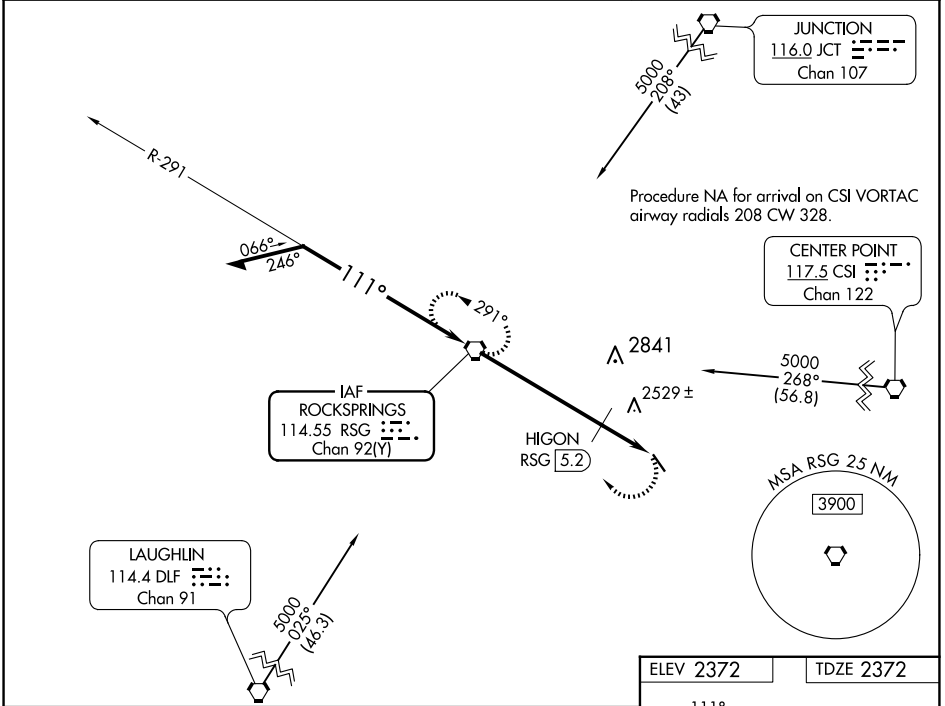 JUNCTION
116.0 JCT
Chan 107
5000
208°
(43)
R-291
Procedure NA for arrival on CSI VORTAC
airway radials 208 CW 328.
066°
246°
111°
291°
CENTER POINT
117.5 CSI
Chan 122
2841
5000
268°
(56.8)
2529 ±
IAF
ROCKSPRINGS
114.55 RSG
Chan 92(Y)
HIGON
RSG 5.2
MSA RSG 25 NM
3900
LAUGHLIN
114.4 DLF
Chan 91
5000
025°
(46.3)
ELEV 2372
TDZE 2372
111°